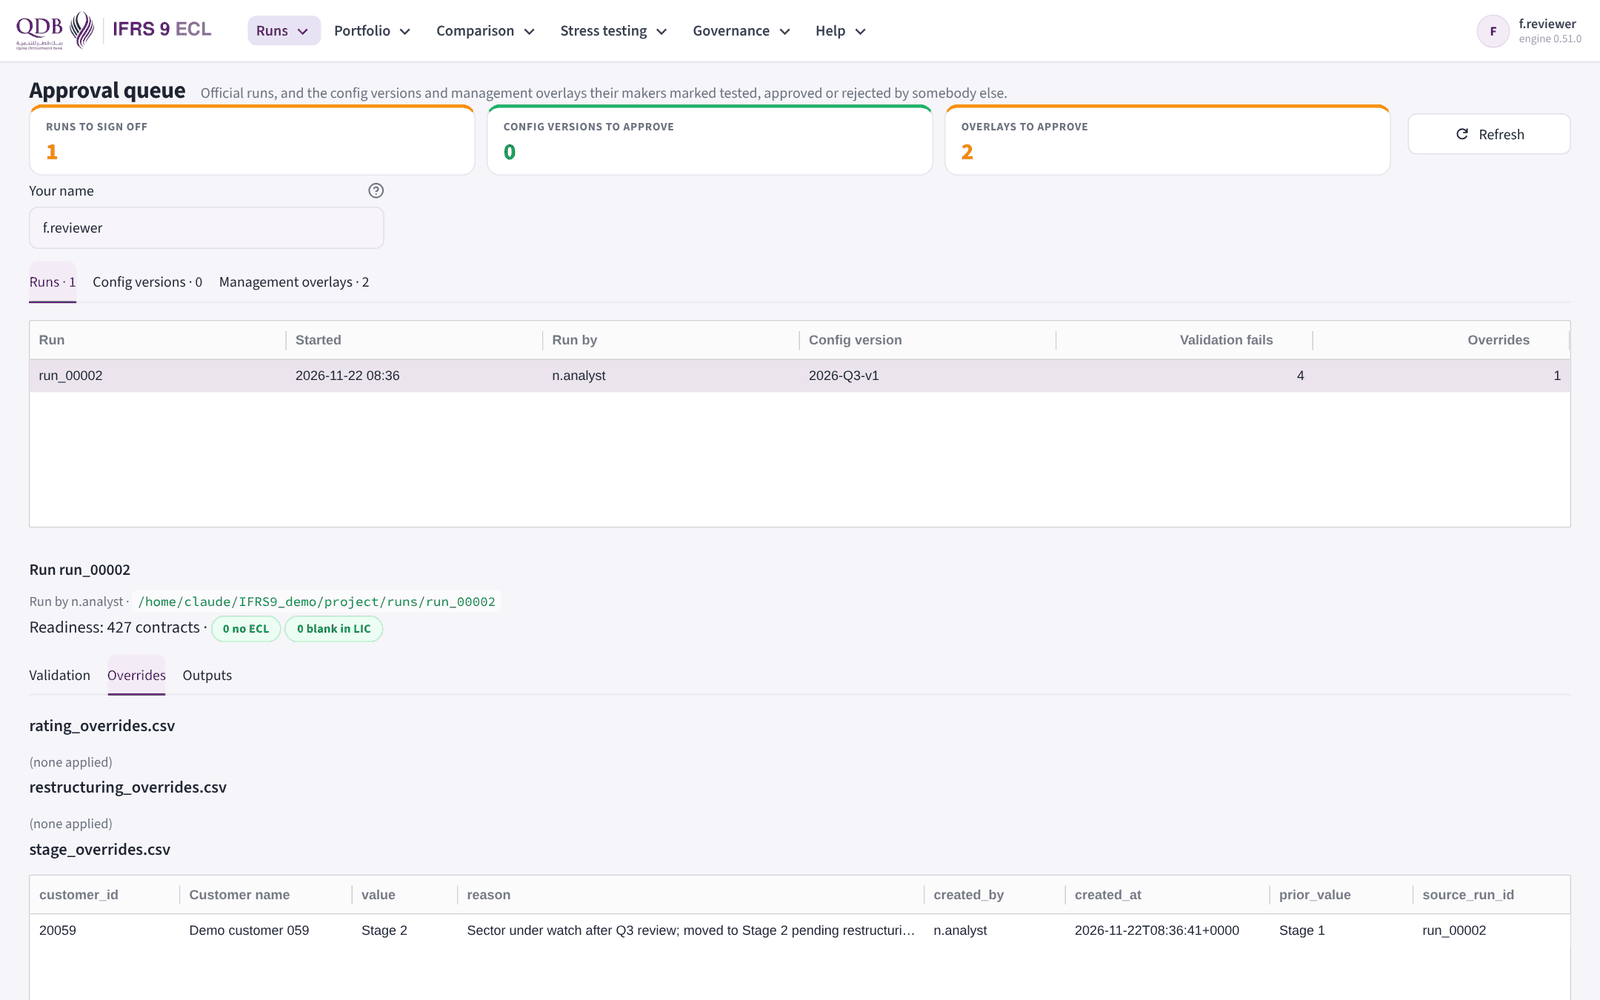 QDB
IFRS 9 ECL
Runs
Portfolio
Comparison
Stress testing
Governance
Help
F
f.reviewer
engine 0.51.0
Approval queue
Official runs, and the config versions and management overlays their makers marked tested, approved or rejected by somebody else.
RUNS TO SIGN OFF
1
CONFIG VERSIONS TO APPROVE
0
OVERLAYS TO APPROVE
2
Refresh
Your name
f.reviewer
Runs · 1
Config versions · 0
Management overlays · 2
Run Started Run by Config version Validation fails Overrides
run_00002 2026-11-22 08:36 n.analyst 2026-Q3-v1 4 1
Run run_00002
Run by n.analyst · /home/claude/IFRS9_demo/project/runs/run_00002
Readiness: 427 contracts · 0 no ECL 0 blank in LIC
Validation
Overrides
Outputs
rating_overrides.csv
(none applied)
restructuring_overrides.csv
(none applied)
stage_overrides.csv
customer_id Customer name value reason created_by created_at prior_value source_run_id
20059 Demo customer 059 Stage 2 Sector under watch after Q3 review; moved to Stage 2 pending restructuri... n.analyst 2026-11-22T08:36:41+0000 Stage 1 run_00002